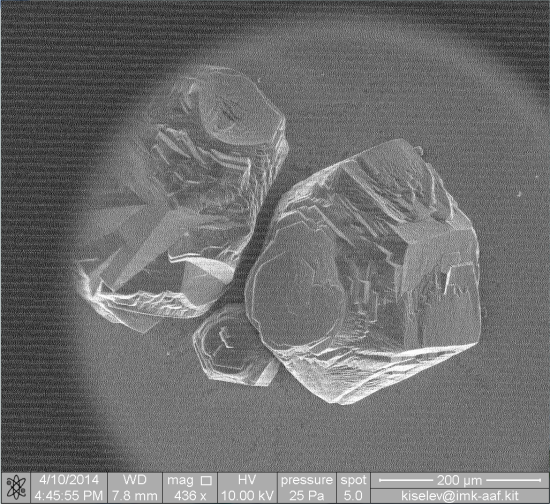 4/10/2014 WD mag HV pressure spot 200 µm
4:45:55 PM 7.8 mm 436 x 10.00 kV 25 Pa 5.0 kiselev@imk-aaf.kit